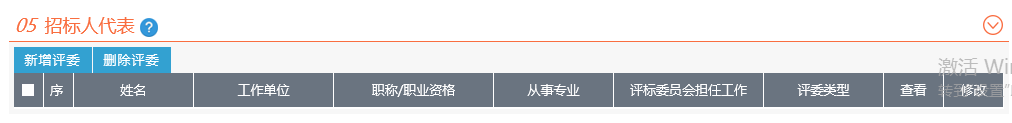 05 招标人代表 ?
新增评委 删除评委
激活 Win
序 姓名 工作单位 职称/职业资格 从事专业 评标委员会担任工作 评委类型 查看 修改